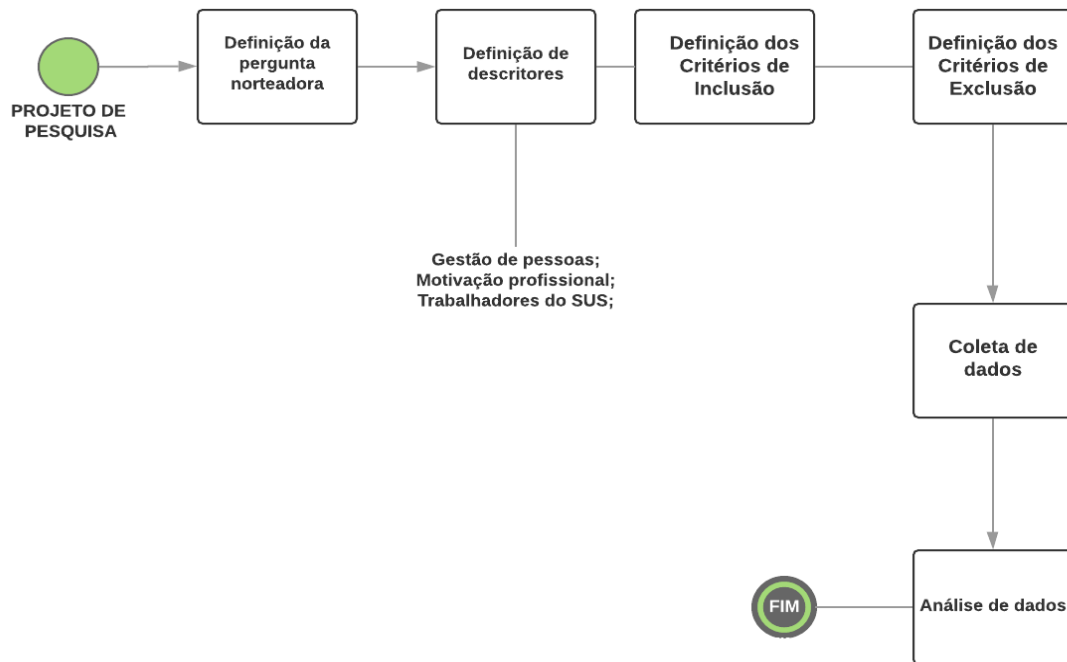 PROJETO DE
PESQUISA
Definição da
pergunta
norteadora
Definição de
descritores
Definição dos
Critérios de
Inclusão
Definição dos
Critérios de
Exclusão
Gestão de pessoas;
Motivação profissional;
Trabalhadores do SUS;
Coleta de
dados
Análise de dados
FIM